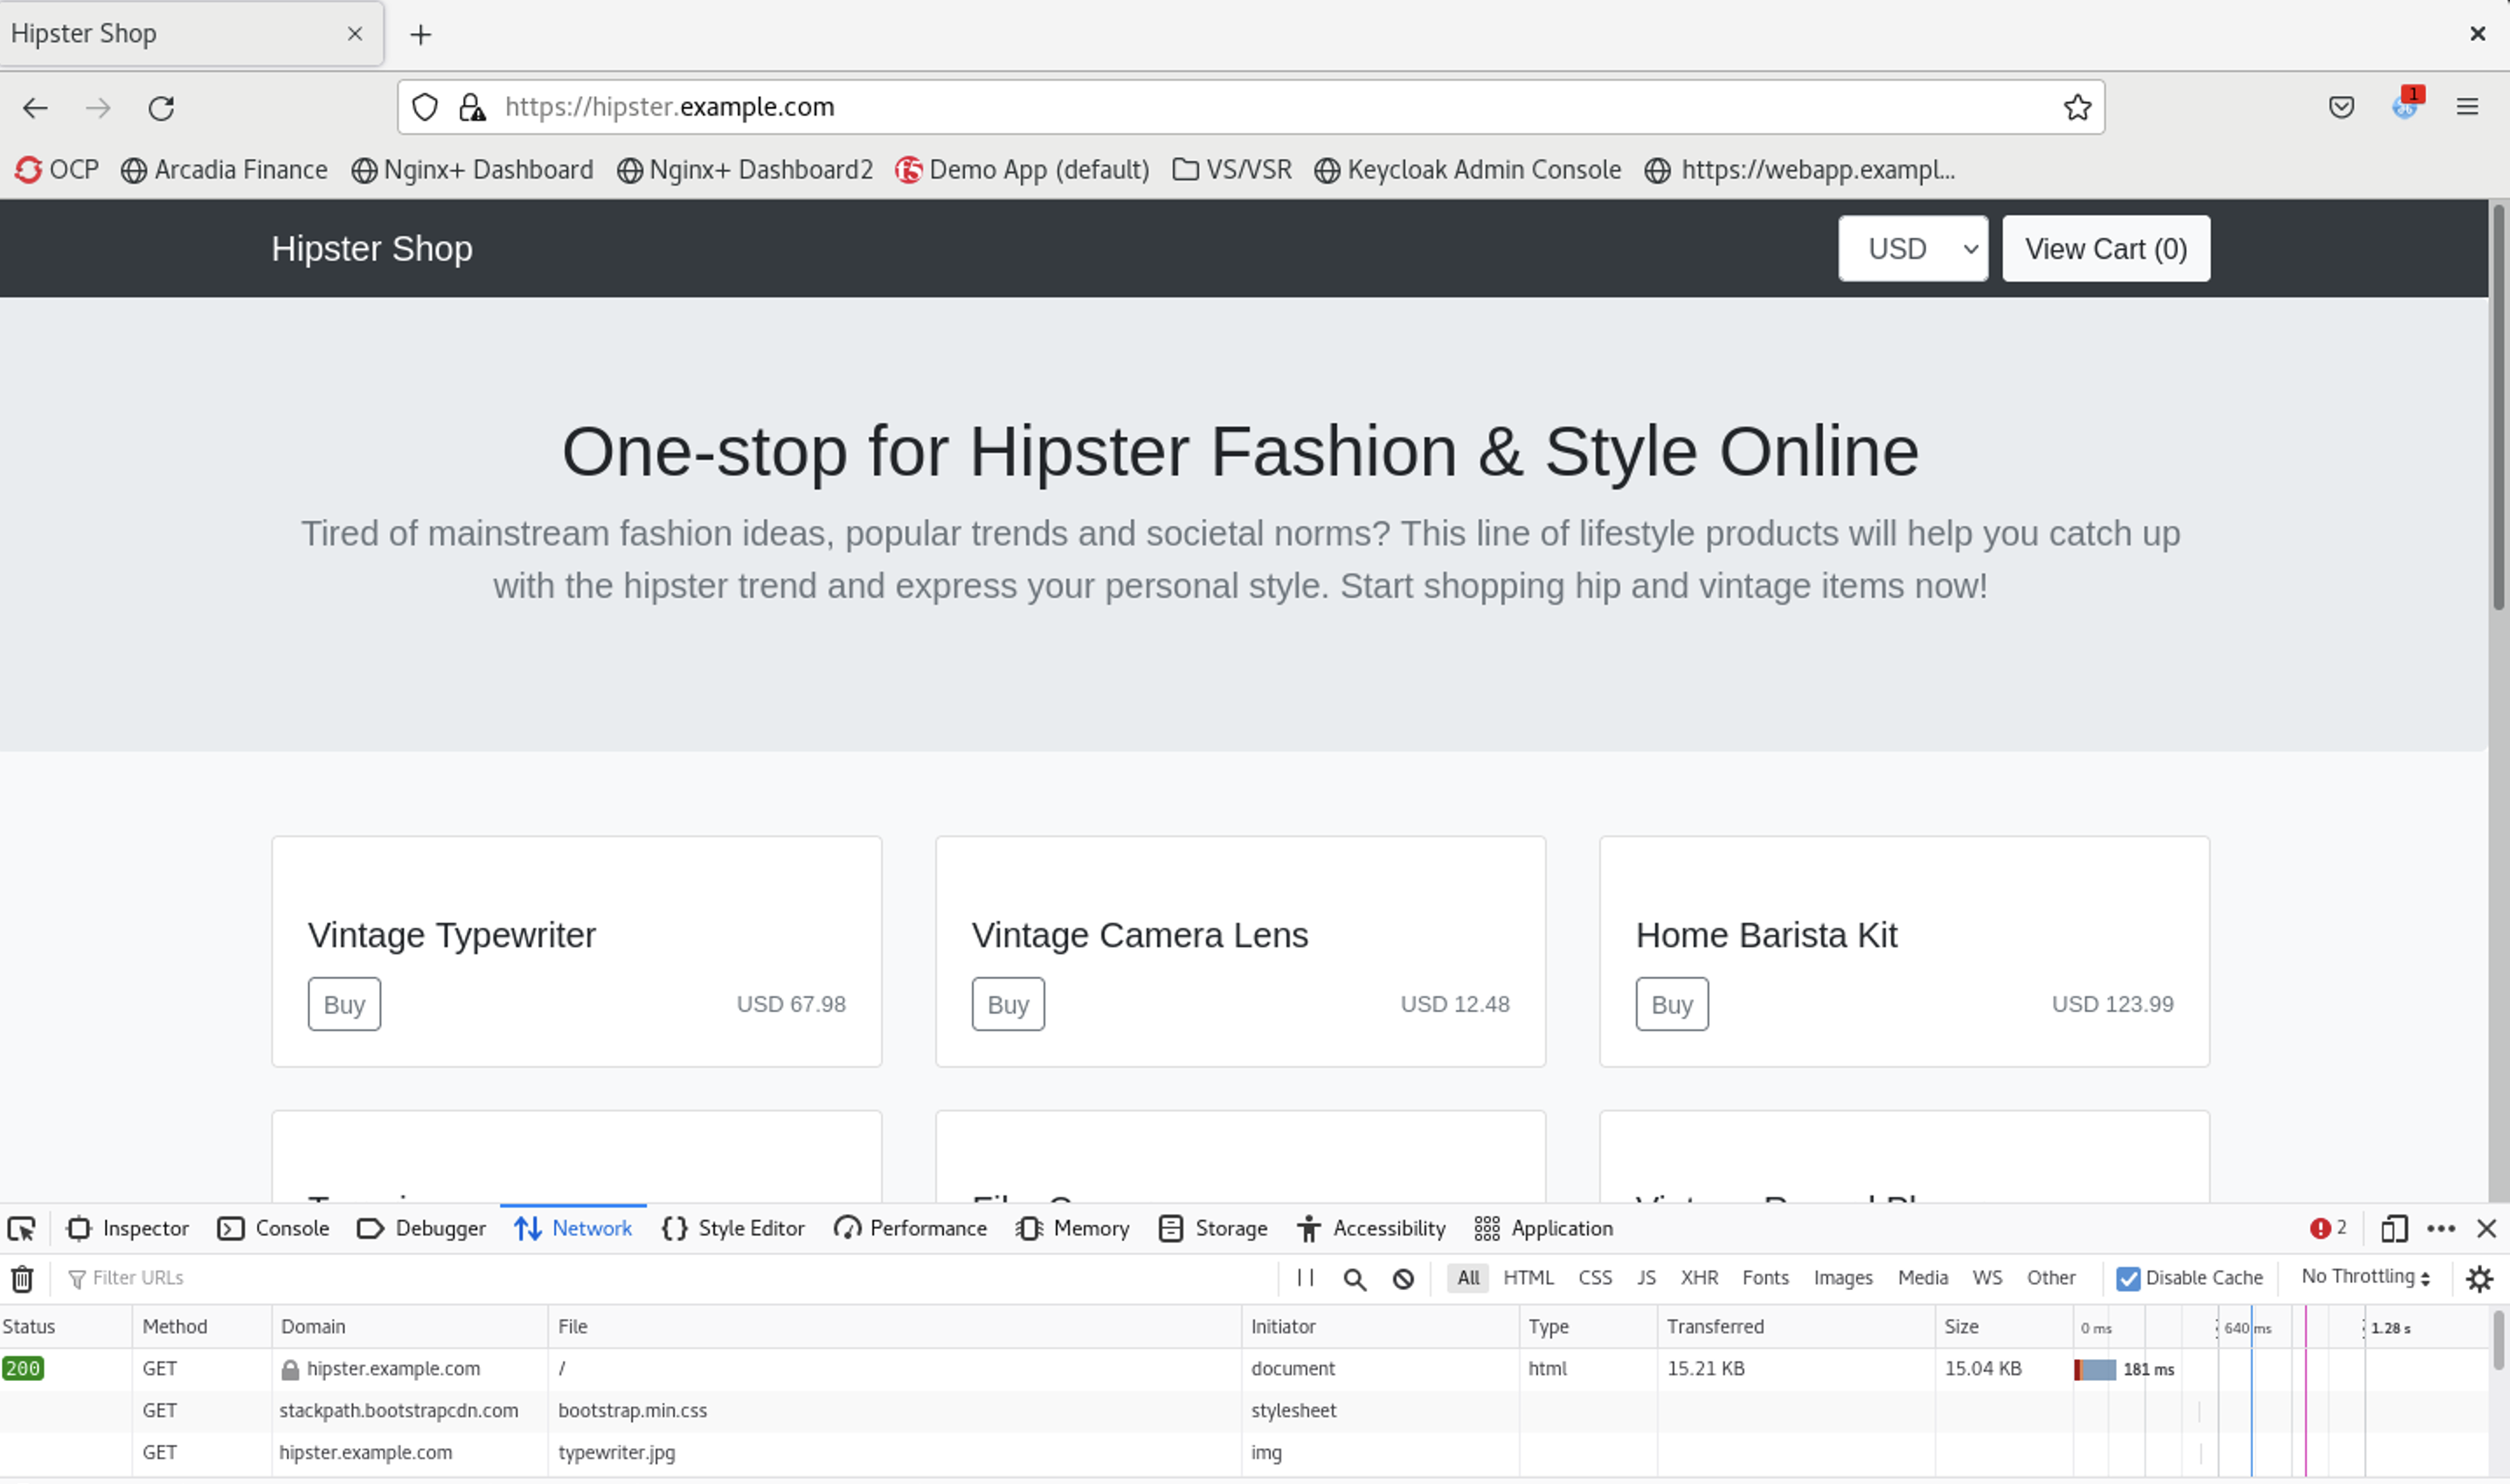 Hipster Shop
https://hipster.example.com
1
OCP Arcadia Finance Nginx+ Dashboard Nginx+ Dashboard2 Demo App (default) VS/VSR Keycloak Admin Console https://webapp.exampl...
Hipster Shop USD View Cart (0)
One-stop for Hipster Fashion & Style Online
Tired of mainstream fashion ideas, popular trends and societal norms? This line of lifestyle products will help you catch up
with the hipster trend and express your personal style. Start shopping hip and vintage items now!
Vintage Typewriter
Buy USD 67.98
Vintage Camera Lens
Buy USD 12.48
Home Barista Kit
Buy USD 123.99
Inspector Console Debugger Network Style Editor Performance Memory Storage Accessibility Application 2
Filter URLs All HTML CSS JS XHR Fonts Images Media WS Other Disable Cache No Throttling
Status Method Domain File Initiator Type Transferred Size 0 ms 640 ms 1.28 s
200 GET hipster.example.com / document html 15.21 KB 15.04 KB 181 ms
GET stackpath.bootstrapcdn.com bootstrap.min.css stylesheet
GET hipster.example.com typewriter.jpg img